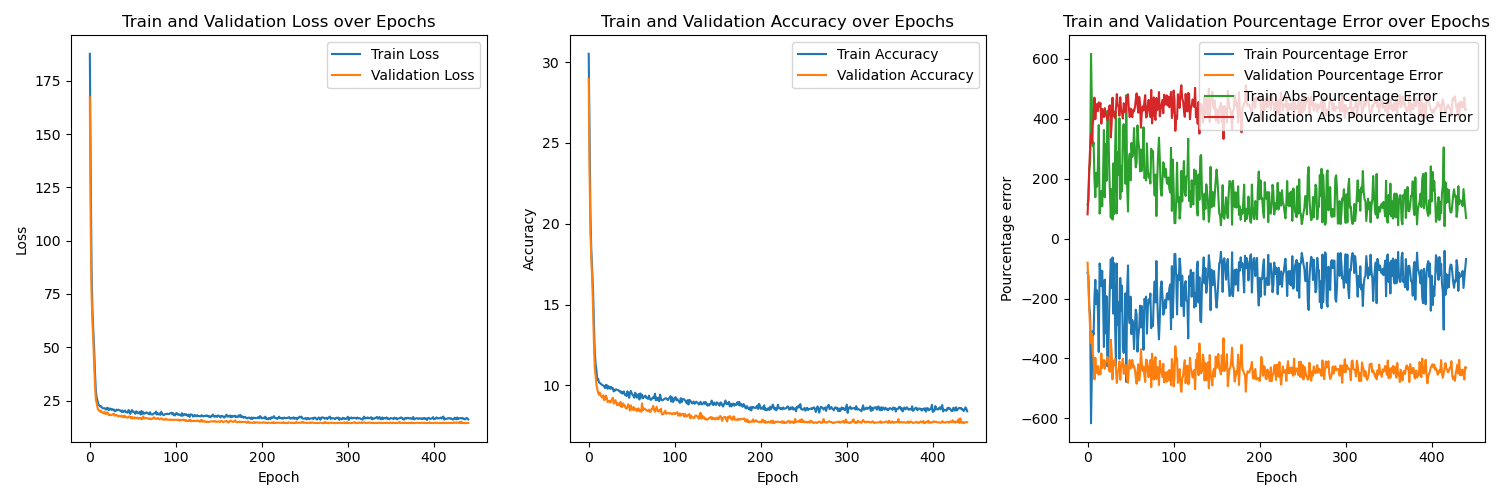 Train and Validation Loss over Epochs
Train Loss
Validation Loss
175
150
125
100
75
50
25
Loss
0
100
200
300
400
Epoch
Train and Validation Accuracy over Epochs
Train Accuracy
Validation Accuracy
30
25
20
15
10
Accuracy
0
100
200
300
400
Epoch
Train and Validation Pourcentage Error over Epochs
Train Pourcentage Error
Validation Pourcentage Error
Train Abs Pourcentage Error
Validation Abs Pourcentage Error
600
400
200
0
−200
−400
−600
Pourcentage error
0
100
200
300
400
Epoch